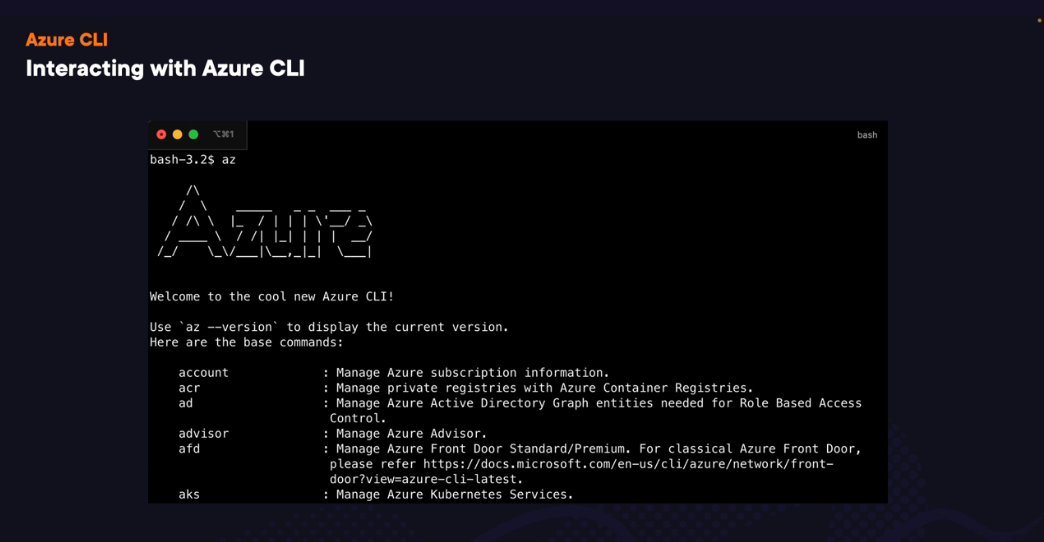 Azure CLI
Interacting with Azure CLI
⌥⌘1
bash
bash-3.2$ az
Azure
Welcome to the cool new Azure CLI!
Use `az --version` to display the current version.
Here are the base commands:
account : Manage Azure subscription information.
acr : Manage private registries with Azure Container Registries.
ad : Manage Azure Active Directory Graph entities needed for Role Based Access
Control.
advisor : Manage Azure Advisor.
afd : Manage Azure Front Door Standard/Premium. For classical Azure Front Door,
please refer https://docs.microsoft.com/en-us/cli/azure/network/front-
door?view=azure-cli-latest.
aks : Manage Azure Kubernetes Services.